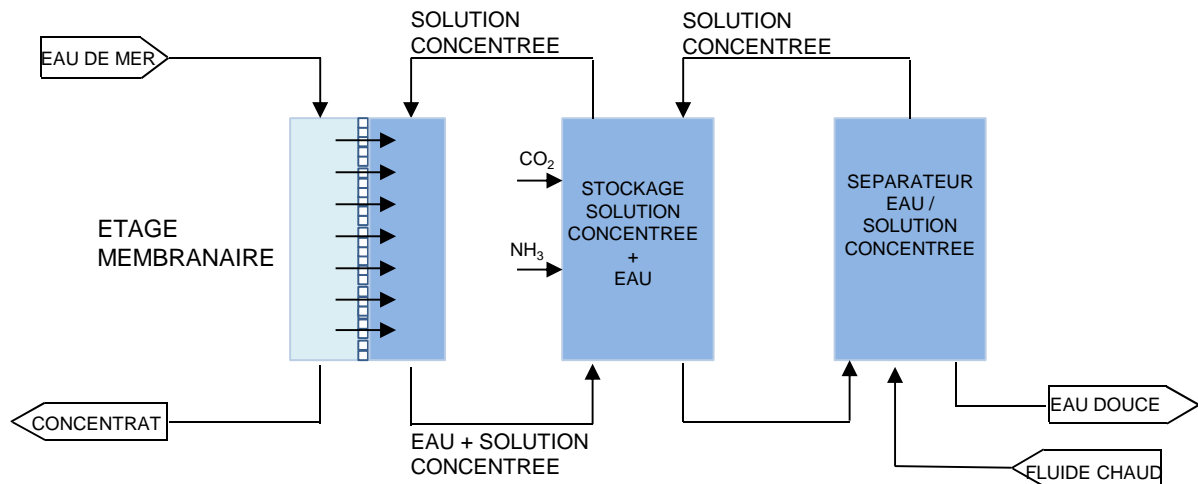 SOLUTION
CONCENTREE
SOLUTION
CONCENTREE
EAU DE MER
CO₂
NH₃
STOCKAGE
SOLUTION
CONCENTREE
+
EAU
SEPARATEUR
EAU /
SOLUTION
CONCENTREE
ETAGE
MEMBRANAIRE
CONCENTRAT
EAU + SOLUTION
CONCENTREE
EAU DOUCE
FLUIDE CHAUD